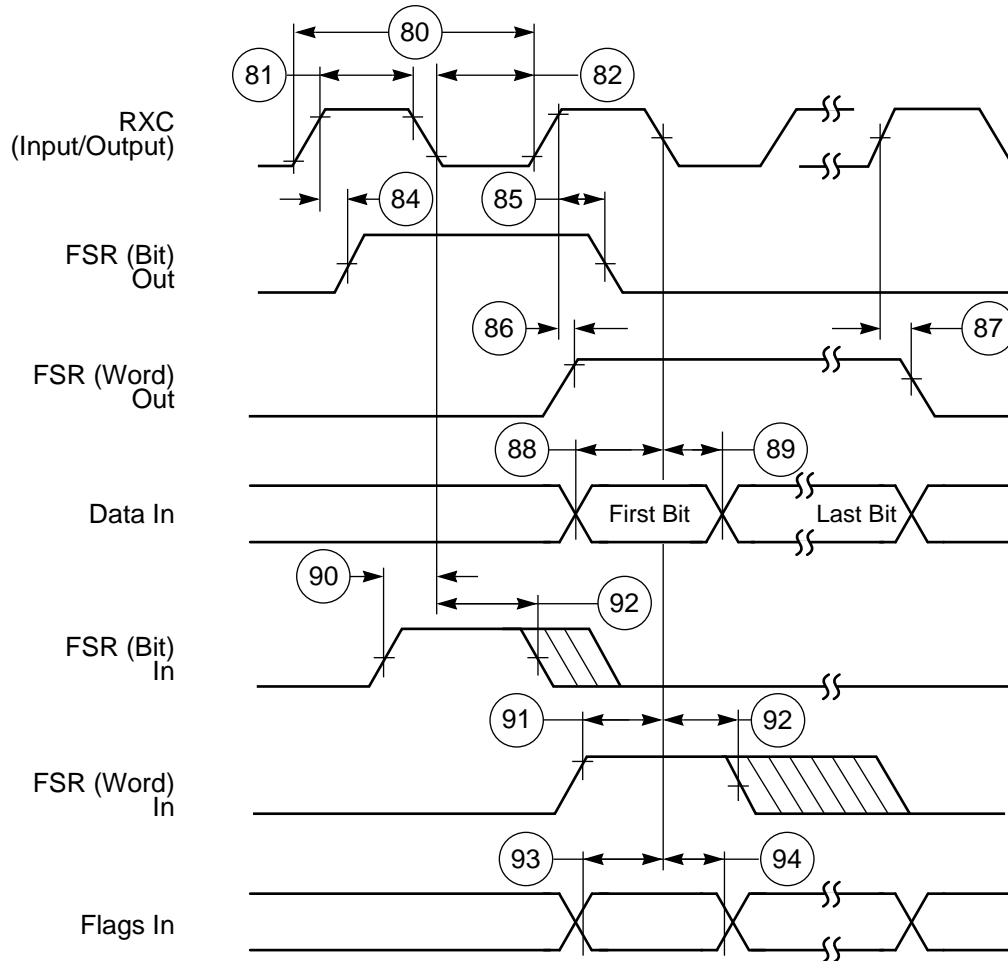 80
81
82
RXC
(Input/Output)
84
85
FSR (Bit)
Out
86
87
FSR (Word)
Out
88
89
Data In
First Bit
Last Bit
90
92
FSR (Bit)
In
91
92
FSR (Word)
In
93
94
Flags In